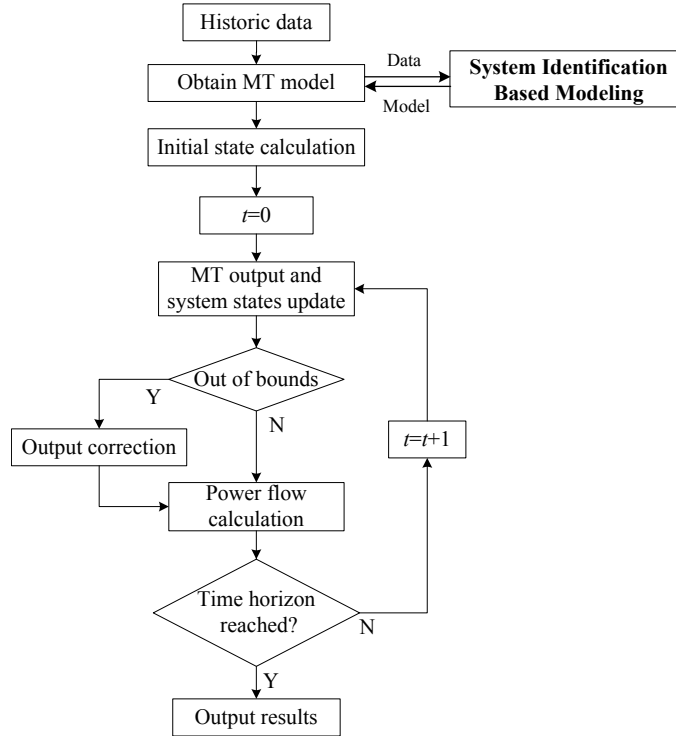 Historic data
Obtain MT model
Data
Model
System Identification
Based Modeling
Initial state calculation
t=0
MT output and
system states update
Out of bounds
Y
N
Output correction
t=t+1
Power flow
calculation
Time horizon
reached?
N
Y
Output results